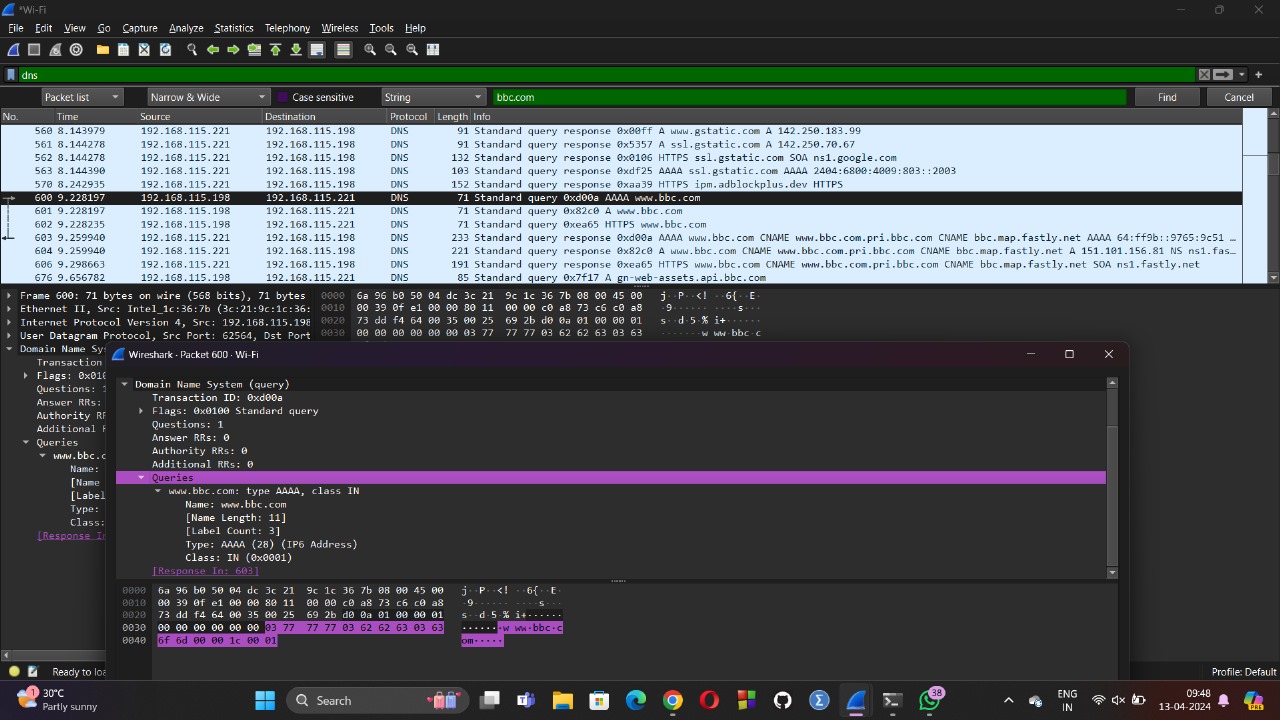 *Wi-Fi
File Edit View Go Capture Analyze Statistics Telephony Wireless Tools Help
dns
Packet list Narrow & Wide Case sensitive String bbc.com Find Cancel
No. Time Source Destination Protocol Length Info
560 8.143979 192.168.115.221 192.168.115.198 DNS 91 Standard query response 0x00ff A www.gstatic.com A 142.250.183.99
561 8.144278 192.168.115.221 192.168.115.198 DNS 91 Standard query response 0x5357 A ssl.gstatic.com A 142.250.70.67
562 8.144278 192.168.115.221 192.168.115.198 DNS 132 Standard query response 0x0106 HTTPS ssl.gstatic.com SOA ns1.google.com
563 8.144390 192.168.115.221 192.168.115.198 DNS 103 Standard query response 0xdf25 AAAA ssl.gstatic.com AAAA 2404:6800:4009:803::2003
570 8.242935 192.168.115.221 192.168.115.198 DNS 152 Standard query response 0xaa39 HTTPS ipm.adblockplus.dev HTTPS
600 9.228197 192.168.115.198 192.168.115.221 DNS 71 Standard query 0xd00a AAAA www.bbc.com
601 9.228197 192.168.115.198 192.168.115.221 DNS 71 Standard query 0x82c0 A www.bbc.com
602 9.228235 192.168.115.198 192.168.115.221 DNS 71 Standard query 0xea65 HTTPS www.bbc.com
603 9.259940 192.168.115.221 192.168.115.198 DNS 233 Standard query response 0xd00a AAAA www.bbc.com CNAME www.bbc.com.pri.bbc.com CNAME bbc.map.fastly.net AAAA 64:ff9b::9765:9c51 …
604 9.259940 192.168.115.221 192.168.115.198 DNS 221 Standard query response 0x82c0 A www.bbc.com CNAME www.bbc.com.pri.bbc.com CNAME bbc.map.fastly.net A 151.101.156.81 NS ns1.fas…
606 9.298663 192.168.115.221 192.168.115.198 DNS 191 Standard query response 0xea65 HTTPS www.bbc.com CNAME www.bbc.com.pri.bbc.com CNAME bbc.map.fastly.net SOA ns1.fastly.net
676 9.656782 192.168.115.198 192.168.115.221 DNS 85 Standard query 0x7f17 A gn-web-assets.api.bbc.com
Frame 600: 71 bytes on wire (568 bits), 71 bytes 0000 6a 96 b0 50 04 dc 3c 21 9c 1c 36 7b 08 00 45 00 j··P··<! ··6{··E·
Ethernet II, Src: Intel_1c:36:7b (3c:21:9c:1c:36: 0010 00 39 0f e1 00 00 80 11 00 00 c0 a8 73 c6 c0 a8 ·9······ ····s···
Internet Protocol Version 4, Src: 192.168.115.198 0020 73 dd f4 64 00 35 00 25 69 2b d0 0a 01 00 00 01 s··d·5·% i+······
User Datagram Protocol, Src Port: 62564, Dst Port 0030 00 00 00 00 00 00 03 77 77 77 03 62 62 63 03 63 ·······w ww·bbc·c
Domain Name Sy
Transaction
Flags: 0x010
Questions: 1
Answer RRs:
Authority RR
Additional R
Queries
www.bbc.c
Name:
[Name
[Label
Type:
Class:
[Response In
Wireshark · Packet 600 · Wi-Fi
Domain Name System (query)
Transaction ID: 0xd00a
Flags: 0x0100 Standard query
Questions: 1
Answer RRs: 0
Authority RRs: 0
Additional RRs: 0
Queries
www.bbc.com: type AAAA, class IN
Name: www.bbc.com
[Name Length: 11]
[Label Count: 3]
Type: AAAA (28) (IP6 Address)
Class: IN (0x0001)
[Response In: 603]
0000 6a 96 b0 50 04 dc 3c 21 9c 1c 36 7b 08 00 45 00 j··P··<! ··6{··E·
0010 00 39 0f e1 00 00 80 11 00 00 c0 a8 73 c6 c0 a8 ·9······ ····s···
0020 73 dd f4 64 00 35 00 25 69 2b d0 0a 01 00 00 01 s··d·5·% i+······
0030 00 00 00 00 00 00 03 77 77 77 03 62 62 63 03 63 ·······w ww·bbc·c
0040 6f 6d 00 00 1c 00 01 om·····
Ready to loa Profile: Default
1 30°C
Partly sunny
Search
38
ENG
IN
09:48
13-04-2024
PRE